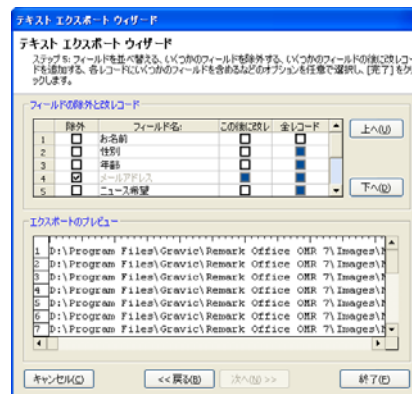 テキスト エクスポート ウィザード
テキスト エクスポート ウィザード
ステップ 5: フィールドを並べ替える、いくつかのフィールドを除外する、いくつかのフィールドの後に改レコー
ドを追加する、各レコードにいくつかのフィールドを含めるなどのオプションを任意で選択し、[完了] をク
ックします。
フィールドの除外と改レコード
除外 フィールド名: この後に改レ 全レコード
1 お名前
2 性別
3 年齢
4 メールアドレス
5 ニュース希望
上へ(U)
下へ(D)
エクスポートのプレビュー
1 D:\Program Files\Gravic\Remark Office OMR 7\Images\
2 D:\Program Files\Gravic\Remark Office OMR 7\Images\
3 D:\Program Files\Gravic\Remark Office OMR 7\Images\
4 D:\Program Files\Gravic\Remark Office OMR 7\Images\
5 D:\Program Files\Gravic\Remark Office OMR 7\Images\
6 D:\Program Files\Gravic\Remark Office OMR 7\Images\
7 D:\Program Files\Gravic\Remark Office OMR 7\Images\
キャンセル(C) << 戻る(B) 次へ(N) >> 終了(F)